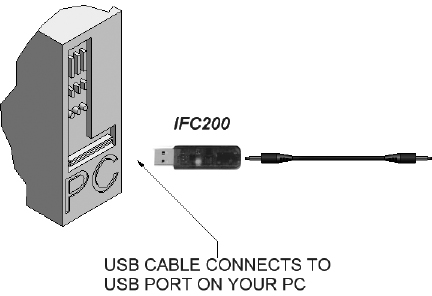 IFC200
PC
USB CABLE CONNECTS TO
USB PORT ON YOUR PC